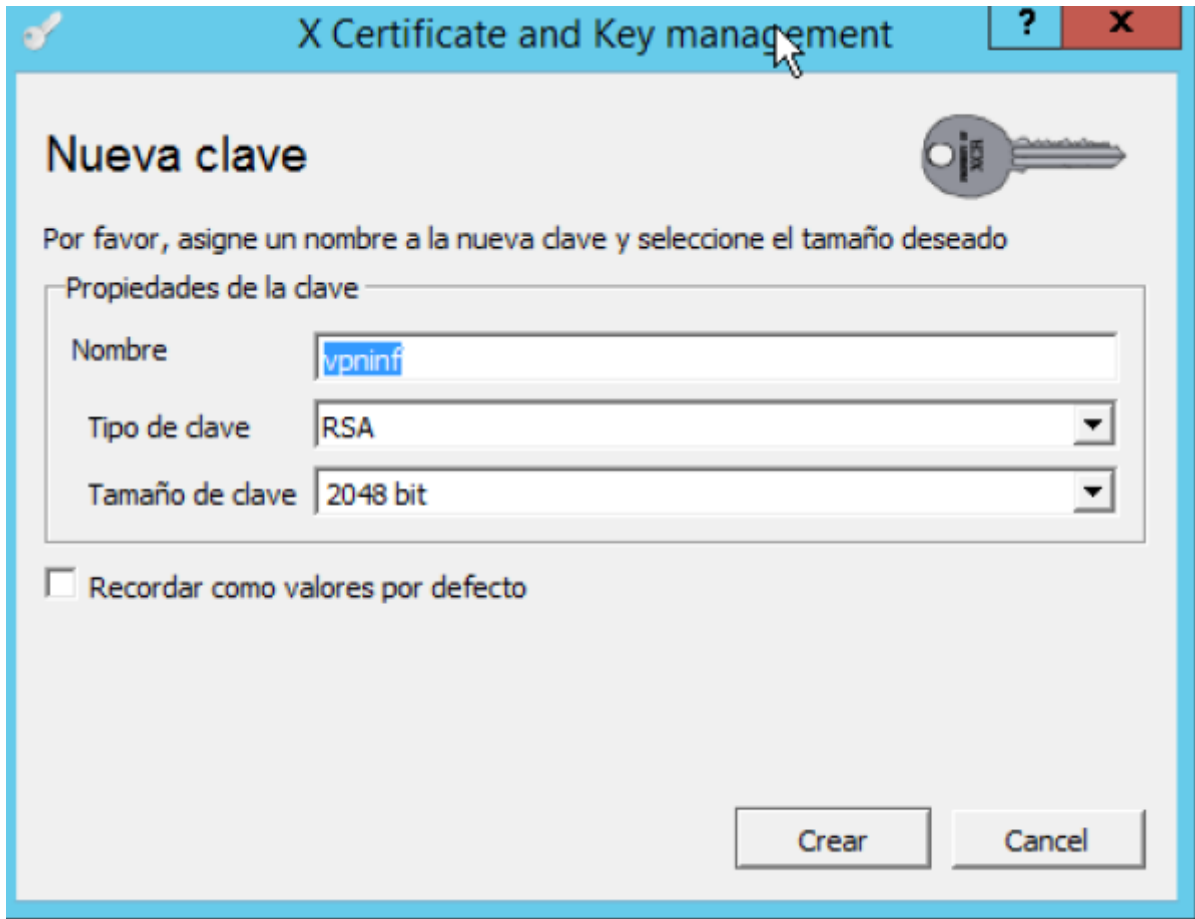 X Certificate and Key management
?
x
Nueva clave
Por favor, asigne un nombre a la nueva clave y seleccione el tamaño deseado
Propiedades de la clave
Nombre
vpninf
Tipo de clave
RSA
Tamaño de clave
2048 bit
Recordar como valores por defecto
Crear
Cancel